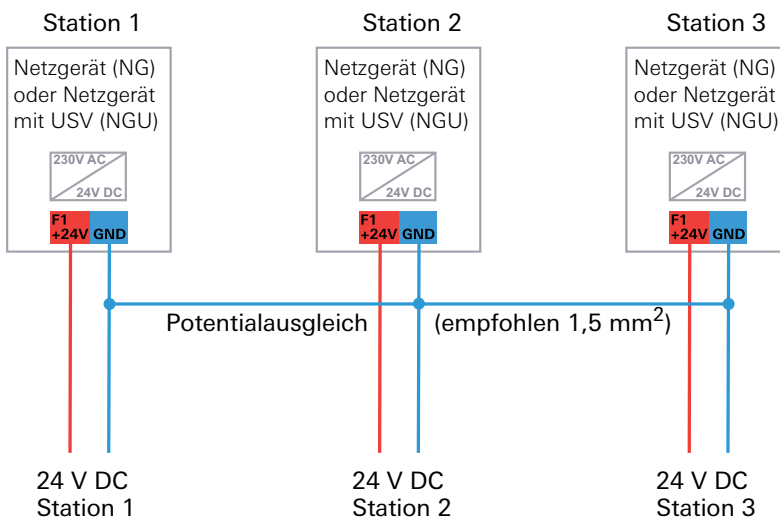 Station 1
Station 2
Station 3
Netzgerät (NG)
oder Netzgerät
mit USV (NGU)
Netzgerät (NG)
oder Netzgerät
mit USV (NGU)
Netzgerät (NG)
oder Netzgerät
mit USV (NGU)
230V AC
24V DC
230V AC
24V DC
230V AC
24V DC
F1
+24V GND
F1
+24V GND
F1
+24V GND
Potentialausgleich (empfohlen 1,5 mm²)
24 V DC
Station 1
24 V DC
Station 2
24 V DC
Station 3